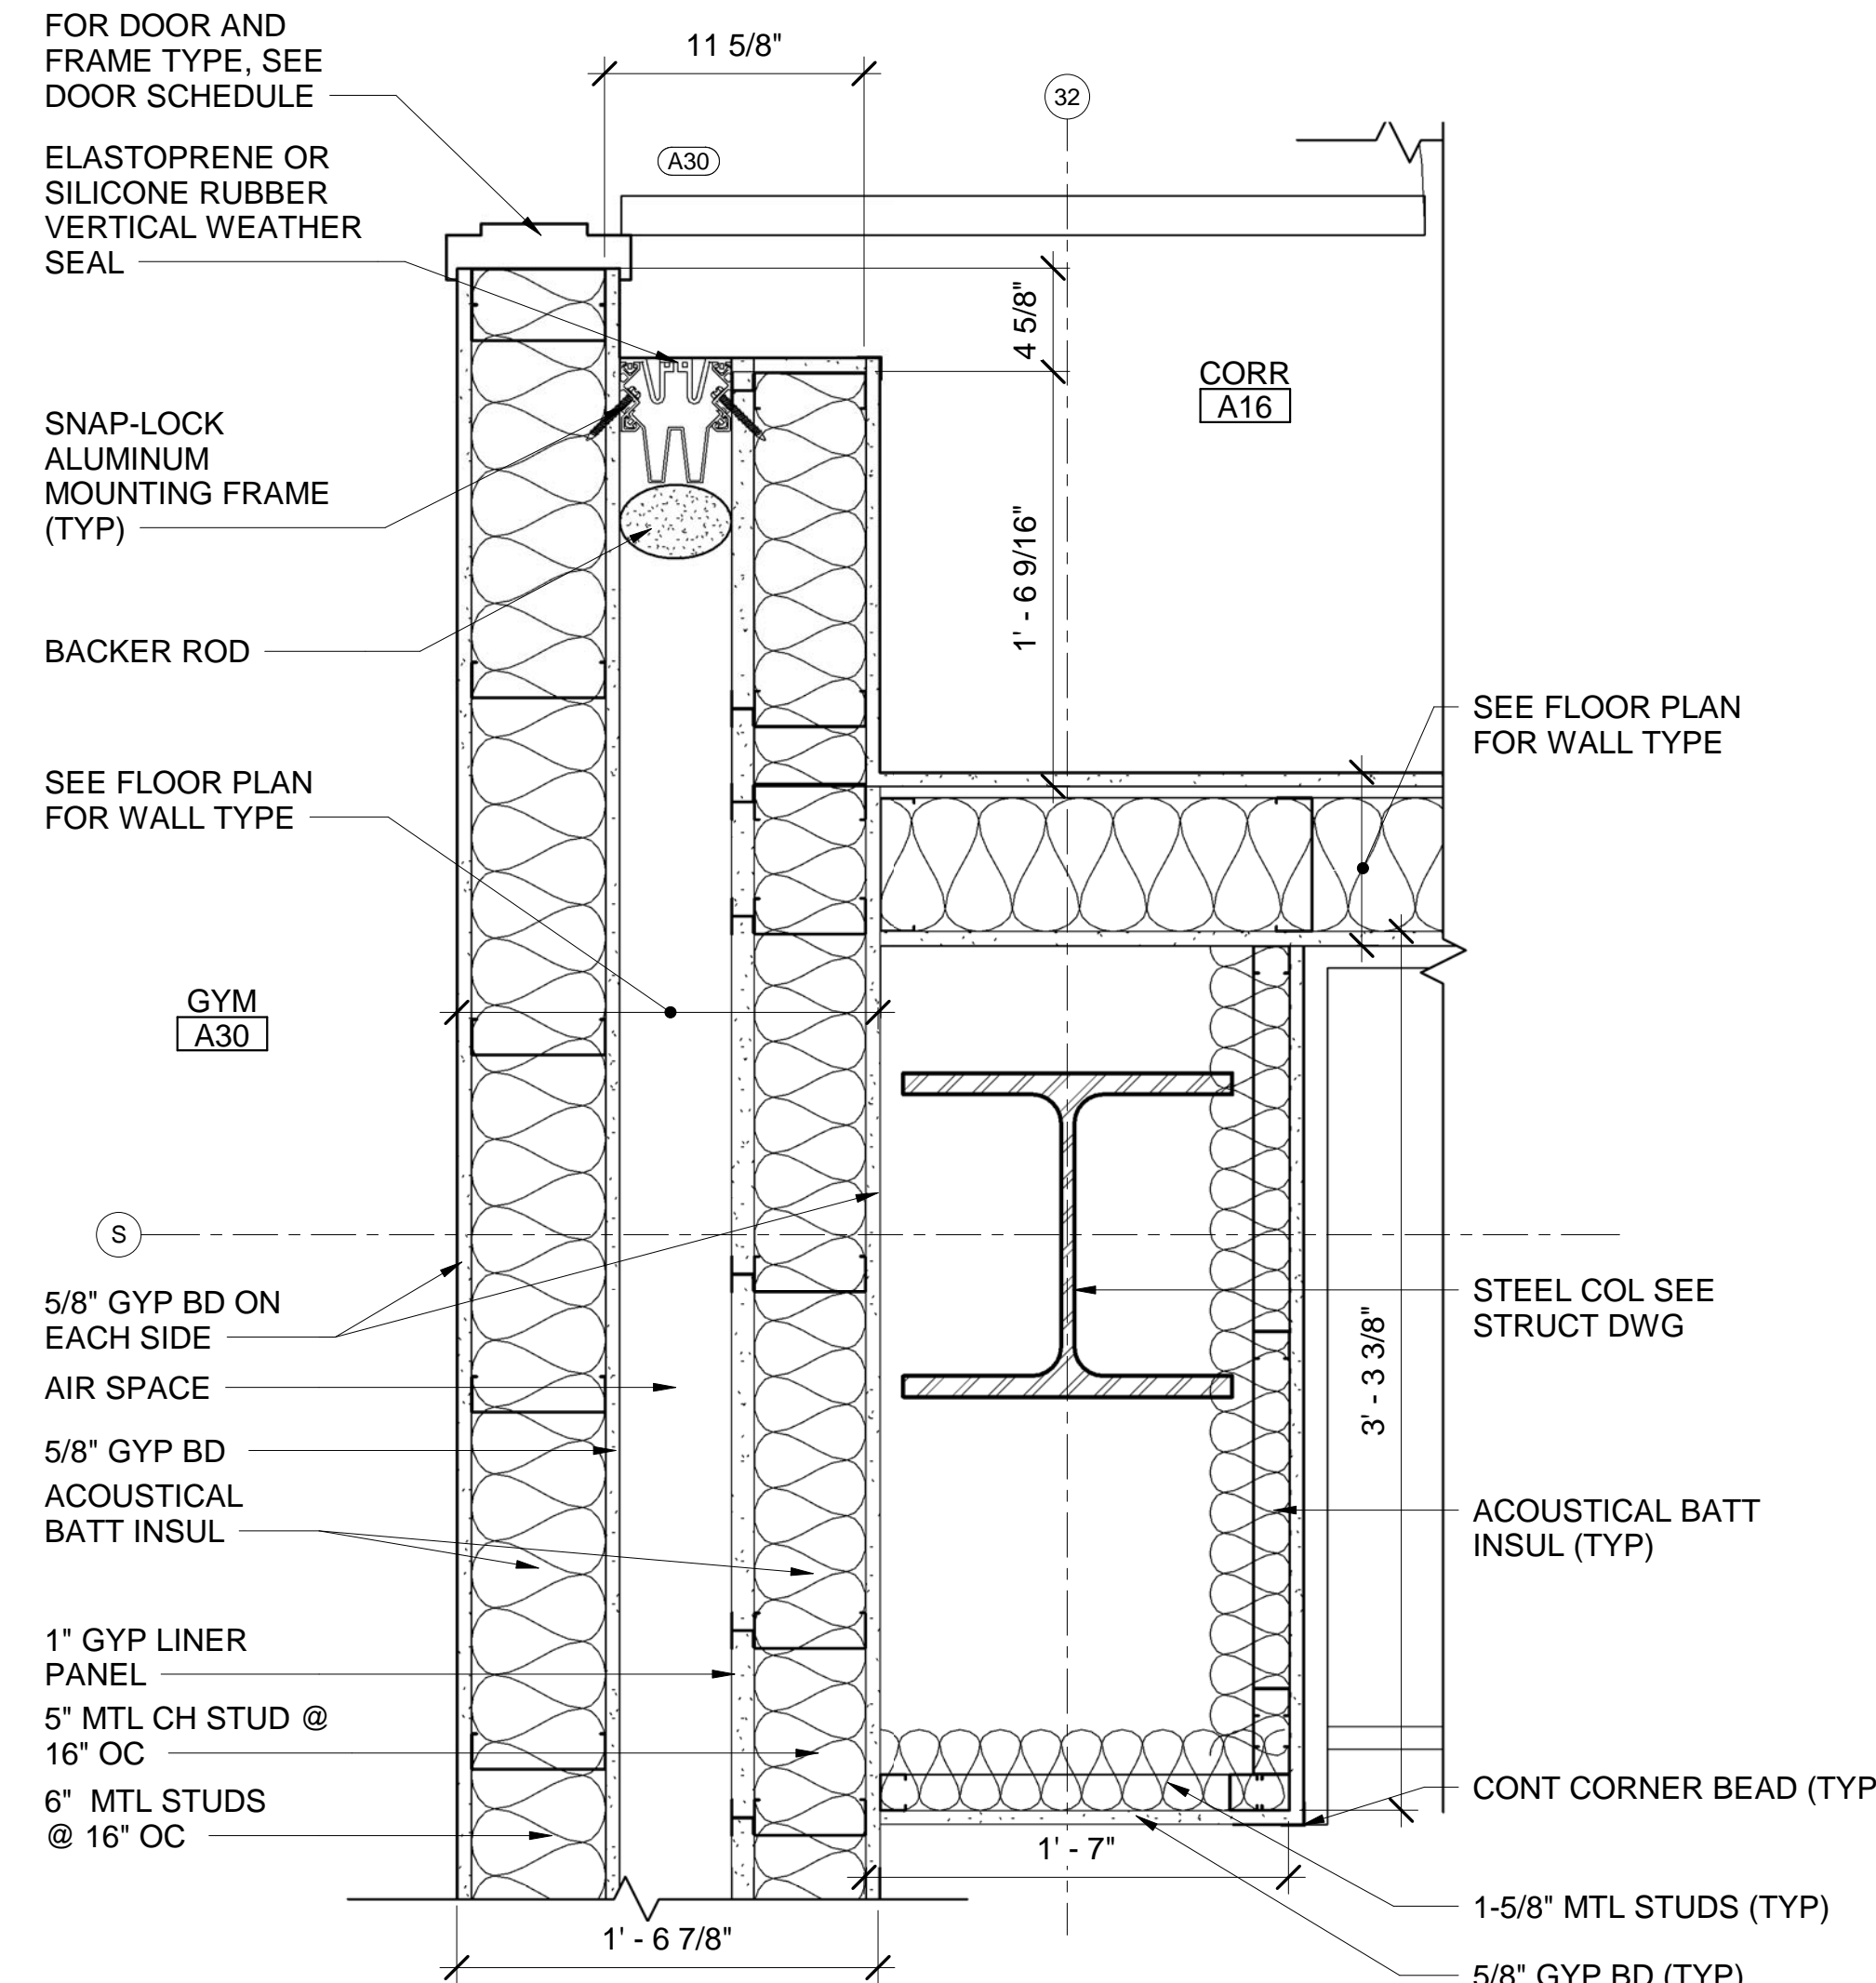 FOR DOOR AND
FRAME TYPE, SEE
DOOR SCHEDULE
11 5/8"
32
A30
ELASTOPRENE OR
SILICONE RUBBER
VERTICAL WEATHER
SEAL
4 5/8"
CORR
A16
SNAP-LOCK
ALUMINUM
MOUNTING FRAME
(TYP)
1' - 6 9/16"
BACKER ROD
SEE FLOOR PLAN
FOR WALL TYPE
SEE FLOOR PLAN
FOR WALL TYPE
GYM
A30
S
5/8" GYP BD ON
EACH SIDE
STEEL COL SEE
STRUCT DWG
3' - 3 3/8"
AIR SPACE
5/8" GYP BD
ACOUSTICAL
BATT INSUL
ACOUSTICAL BATT
INSUL (TYP)
1" GYP LINER
PANEL
5" MTL CH STUD @
16" OC
6" MTL STUDS
@ 16" OC
CONT CORNER BEAD (TYP
1' - 7"
1-5/8" MTL STUDS (TYP)
1' - 6 7/8"
5/8" GYP BD (TYP)